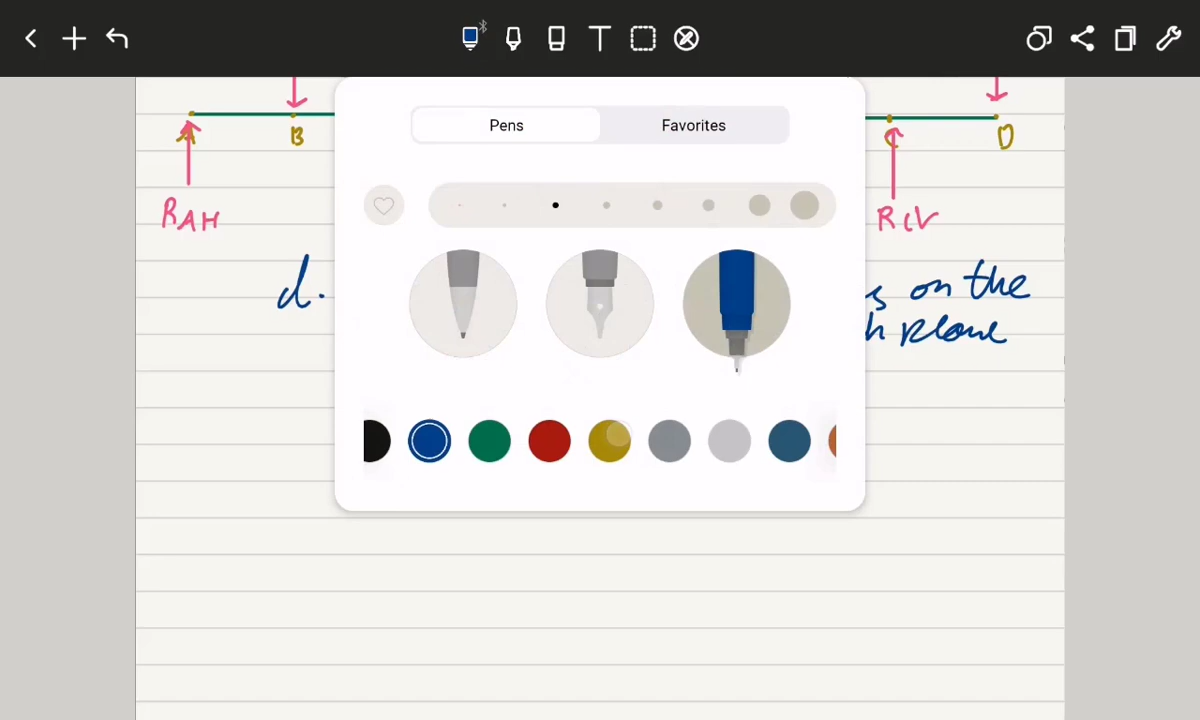 Pens Favorites
A B C D
RAH RCV
d. on the
plane